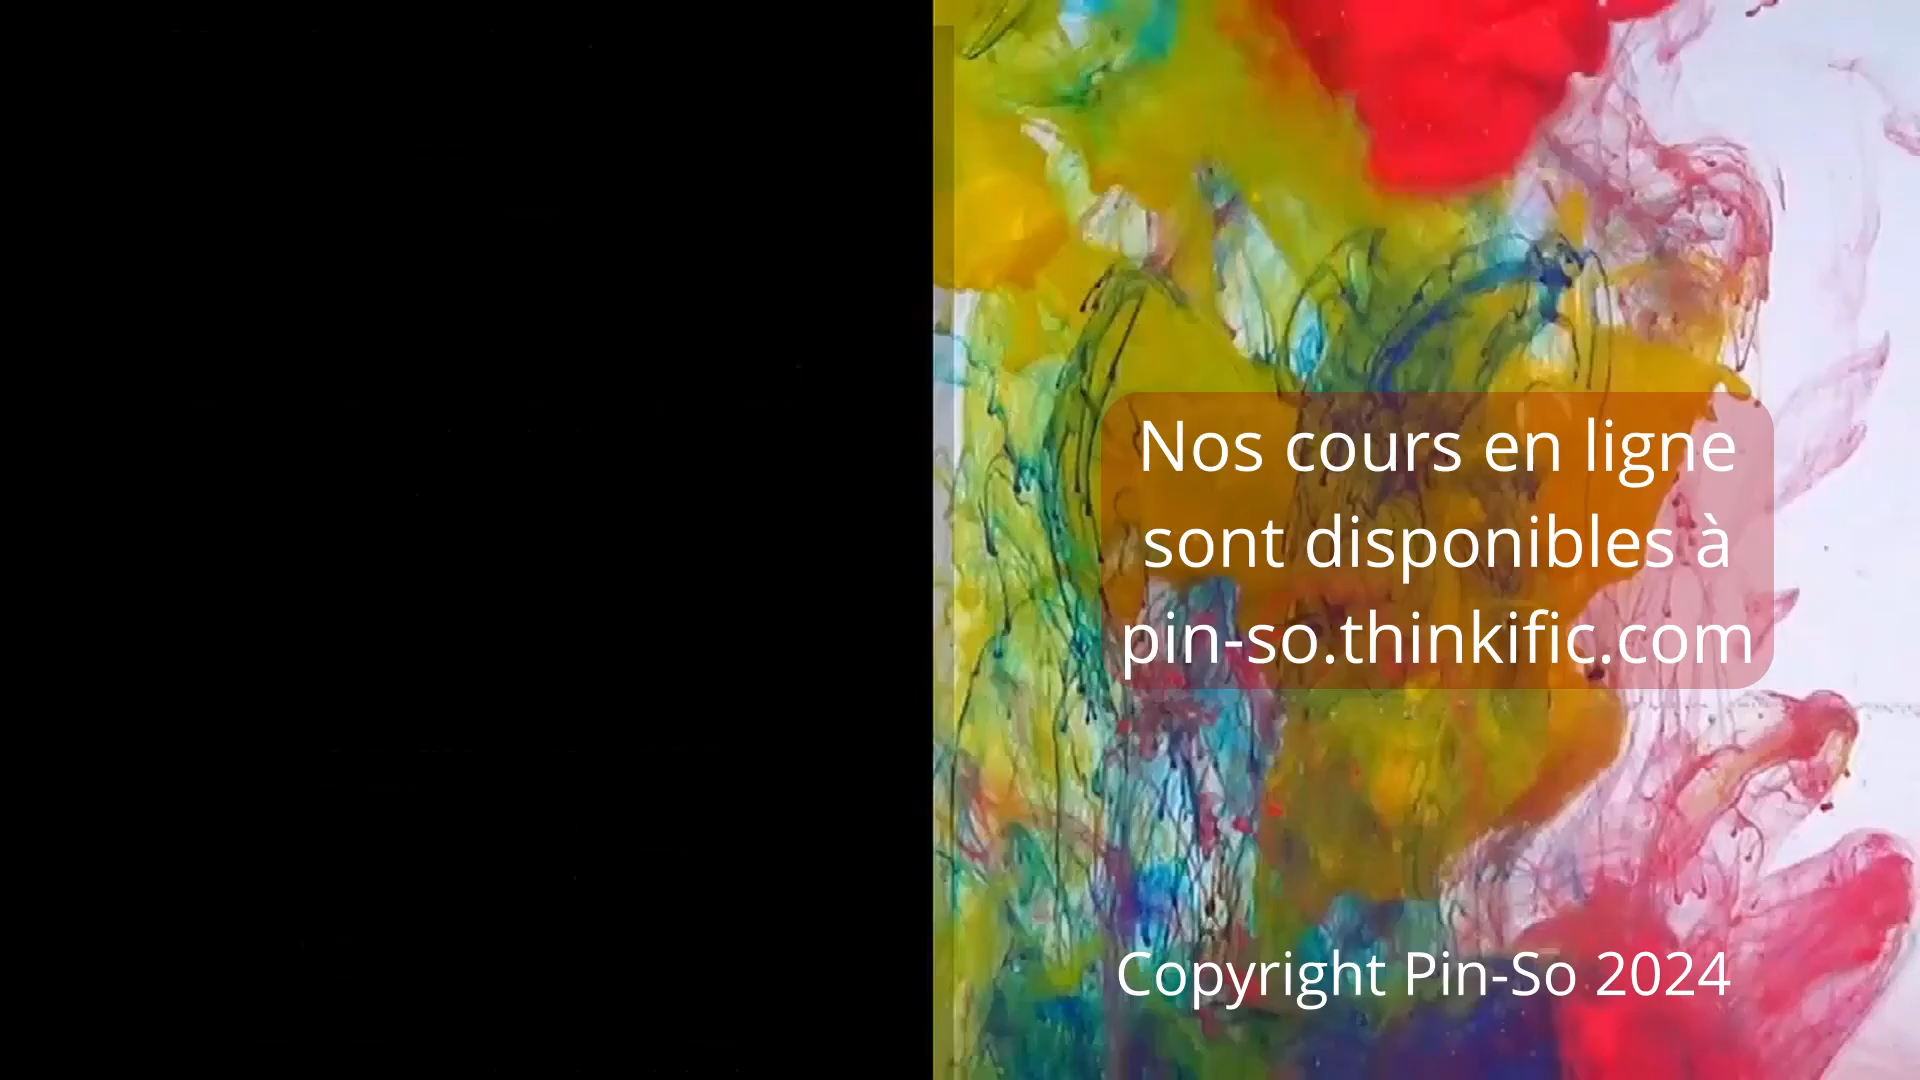 Nos cours en ligne
sont disponibles à
pin-so.thinkific.com
Copyright Pin-So 2024